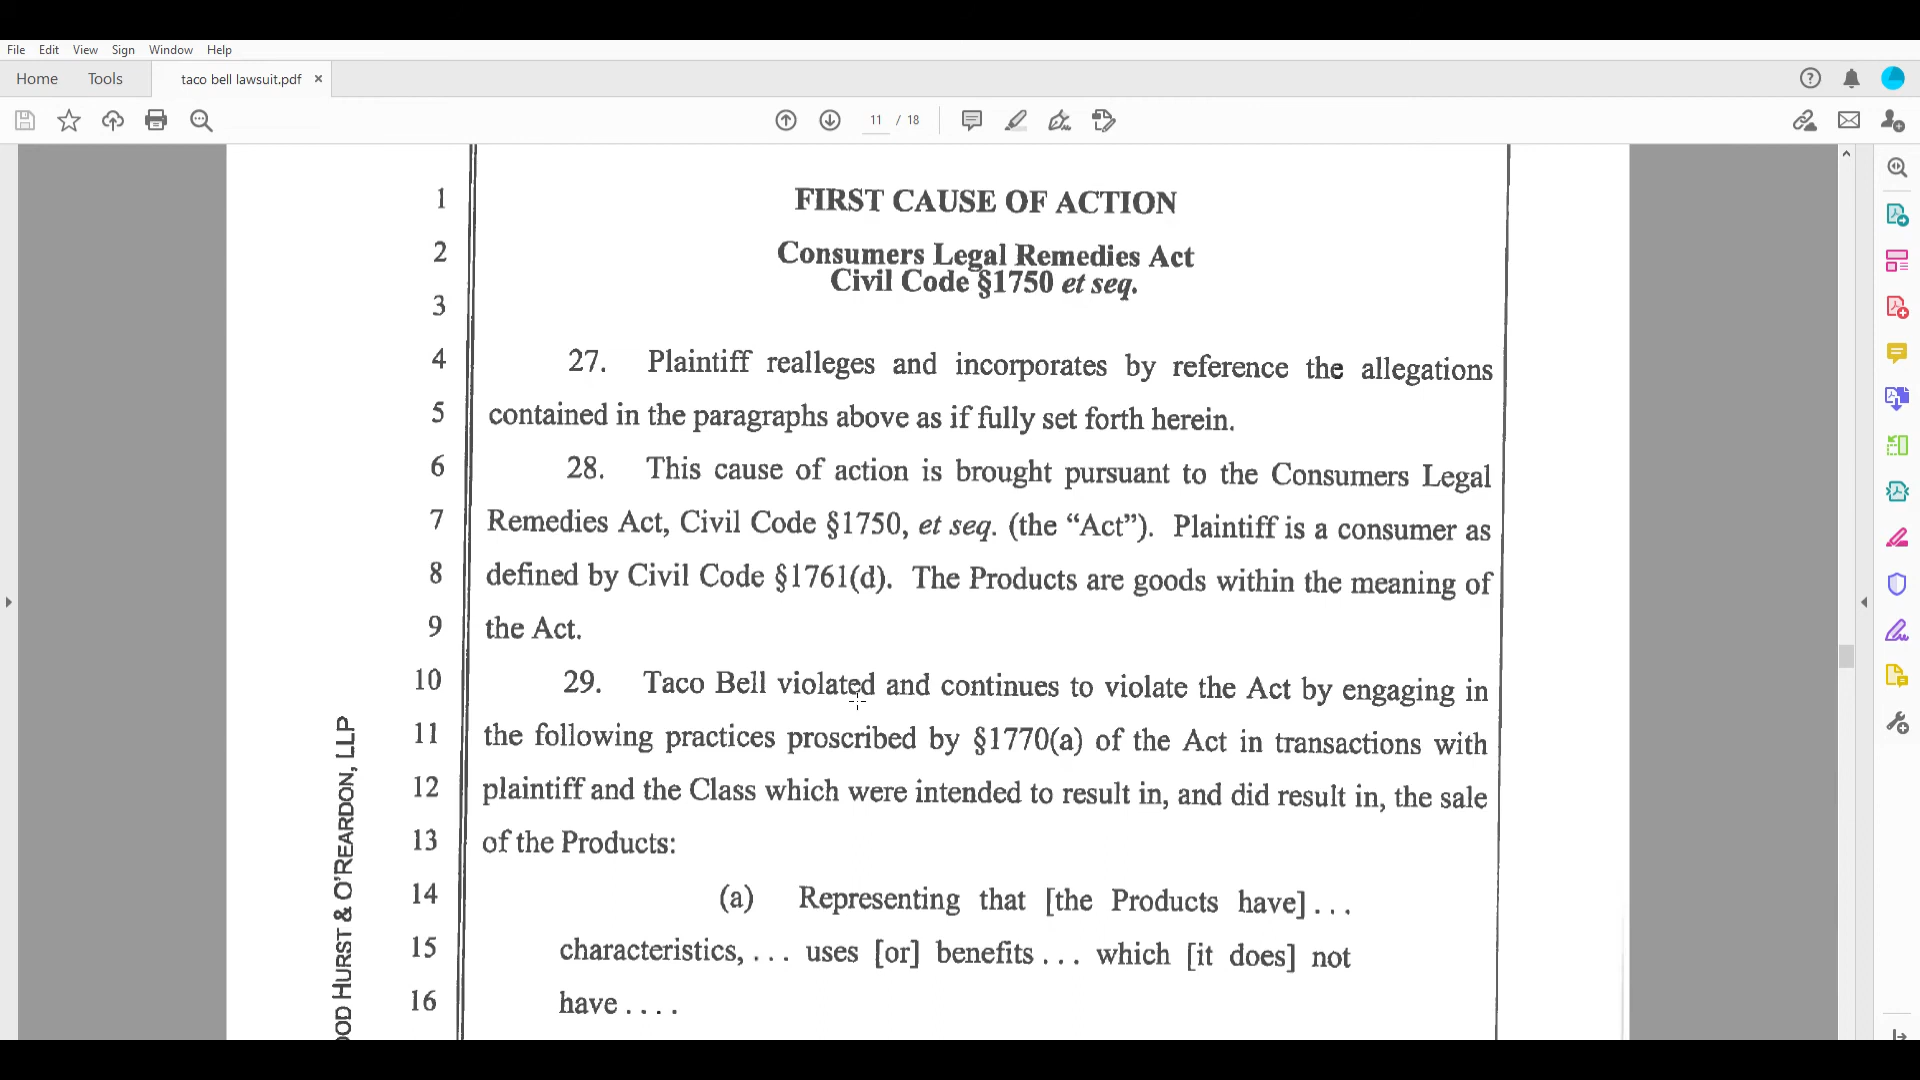 File Edit View Sign Window Help
Home Tools taco bell lawsuit.pdf ×
11 / 18
1 FIRST CAUSE OF ACTION
2 Consumers Legal Remedies Act
Civil Code §1750 et seq.
3
4 27. Plaintiff realleges and incorporates by reference the allegations
5 contained in the paragraphs above as if fully set forth herein.
6 28. This cause of action is brought pursuant to the Consumers Legal
7 Remedies Act, Civil Code §1750, et seq. (the “Act”). Plaintiff is a consumer as
8 defined by Civil Code §1761(d). The Products are goods within the meaning of
9 the Act.
10 29. Taco Bell violated and continues to violate the Act by engaging in
11 the following practices proscribed by §1770(a) of the Act in transactions with
12 plaintiff and the Class which were intended to result in, and did result in, the sale
13 of the Products:
14 (a) Representing that [the Products have] . . .
15 characteristics, . . . uses [or] benefits . . . which [it does] not
16 have . . . .
HURST & O'REARDON, LLP